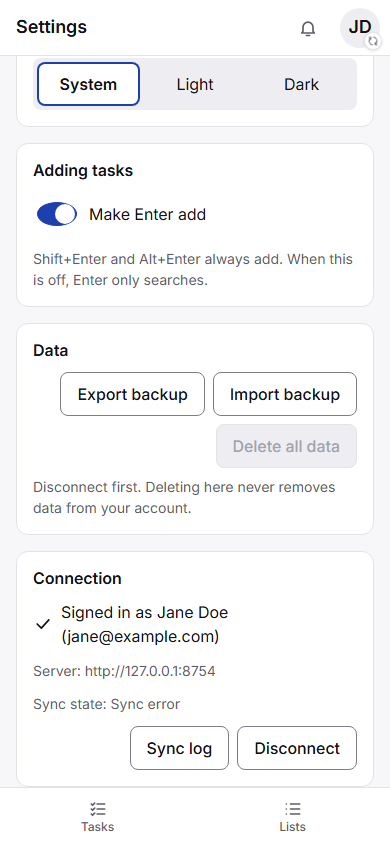 Settings
JD
System
Light
Dark
Adding tasks
Make Enter add
Shift+Enter and Alt+Enter always add. When this
is off, Enter only searches.
Data
Export backup
Import backup
Delete all data
Disconnect first. Deleting here never removes
data from your account.
Connection
Signed in as Jane Doe
(jane@example.com)
Server: http://127.0.0.1:8754
Sync state: Sync error
Sync log
Disconnect
Tasks
Lists